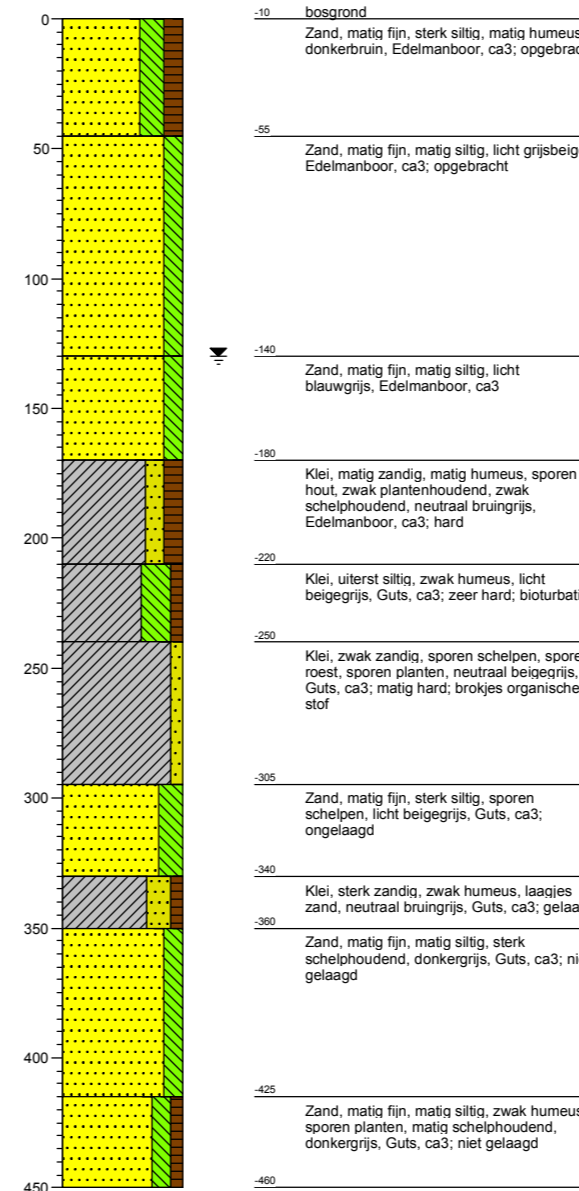 0
-10
bosgrond
Zand, matig fijn, sterk siltig, matig humeus
donkerbruin, Edelmanboor, ca3;
-55
Zand, matig fijn, matig siltig, licht
Edelmanboor, ca3; opgebracht
50
100
-140
Zand, matig fijn, matig siltig, licht
blauwgrijs, Edelmanboor, ca3
150
-180
Klei, matig zandig, matig humeus, sporen
hout, zwak plantenhoudend, zwak
schelphoudend, neutraal bruingrijs,
Edelmanboor, ca3; hard
200
-220
Klei, uiterst siltig, zwak humeus, licht
beigegrijs, Guts, ca3; zeer hard;
-250
Klei, zwak zandig, sporen schelpen,
roest, sporen planten, neutraal beigegrijs,
Guts, ca3; matig hard; brokjes organische
stof
250
-305
Zand, matig fijn, sterk siltig, sporen
schelpen, licht beigegrijs, Guts, ca3;
ongelaagd
300
-340
Klei, sterk zandig, zwak humeus, laagjes
zand, neutraal bruingrijs, Guts, ca3;
-360
Zand, matig fijn, matig siltig, sterk
schelphoudend, donkergrijs, Guts, ca3;
gelaagd
350
400
-425
Zand, matig fijn, matig siltig, zwak humeus
sporen planten, matig schelphoudend,
donkergrijs, Guts, ca3; niet gelaagd
450
-460